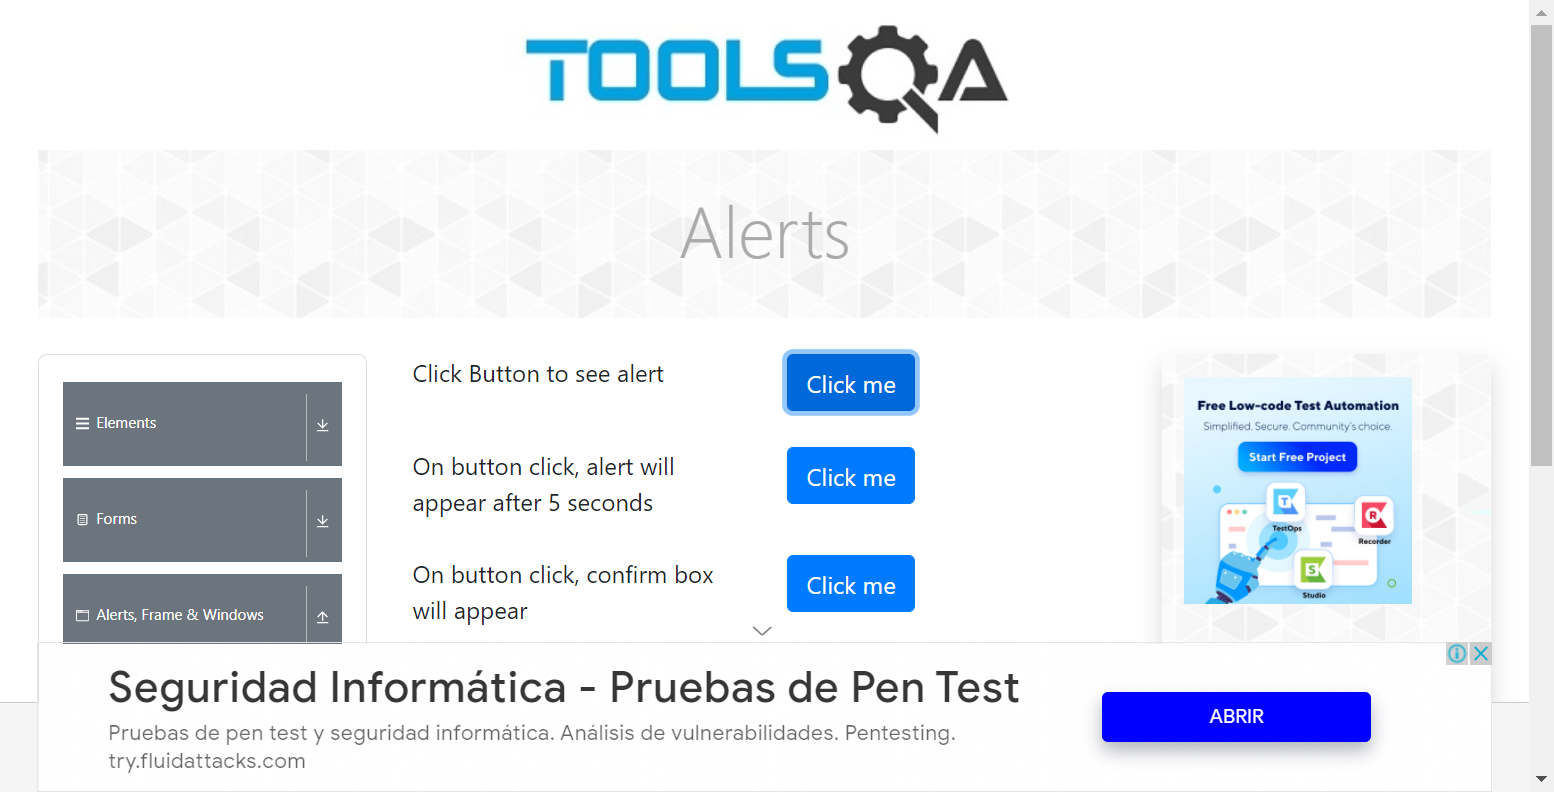 TOOLSQA
Alerts
Elements
Forms
Alerts, Frame & Windows
Click Button to see alert
Click me
On button click, alert will
appear after 5 seconds
Click me
On button click, confirm box
will appear
Click me
Free Low-code Test Automation
Simplified. Secure. Community's choice.
Start Free Project
TestOps
Recorder
Studio
Seguridad Informática - Pruebas de Pen Test
Pruebas de pen test y seguridad informática. Análisis de vulnerabilidades. Pentesting.
try.fluidattacks.com
ABRIR